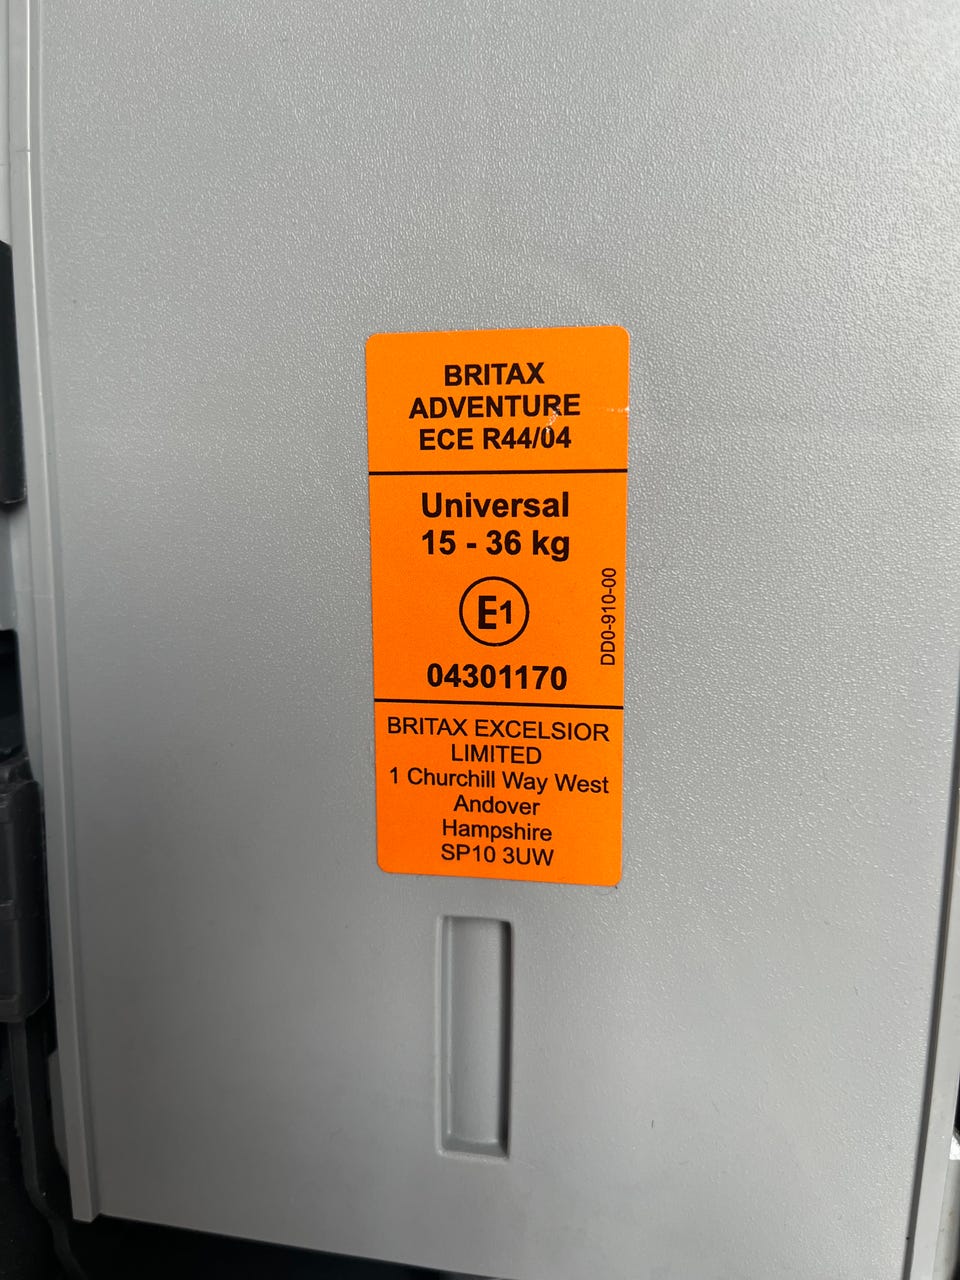 BRITAX
ADVENTURE
ECE R44/04
Universal
15 - 36 kg
E1
04301170
DD0-910-00
BRITAX EXCELSIOR
LIMITED
1 Churchill Way West
Andover
Hampshire
SP10 3UW